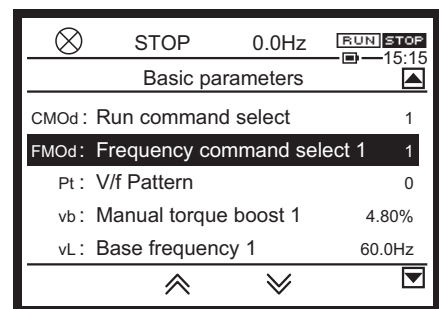 STOP 0.0Hz RUN STOP
15:15
Basic parameters
CMOd: Run command select 1
FMOd: Frequency command select 1 1
Pt: V/f Pattern 0
vb: Manual torque boost 1 4.80%
vL: Base frequency 1 60.0Hz